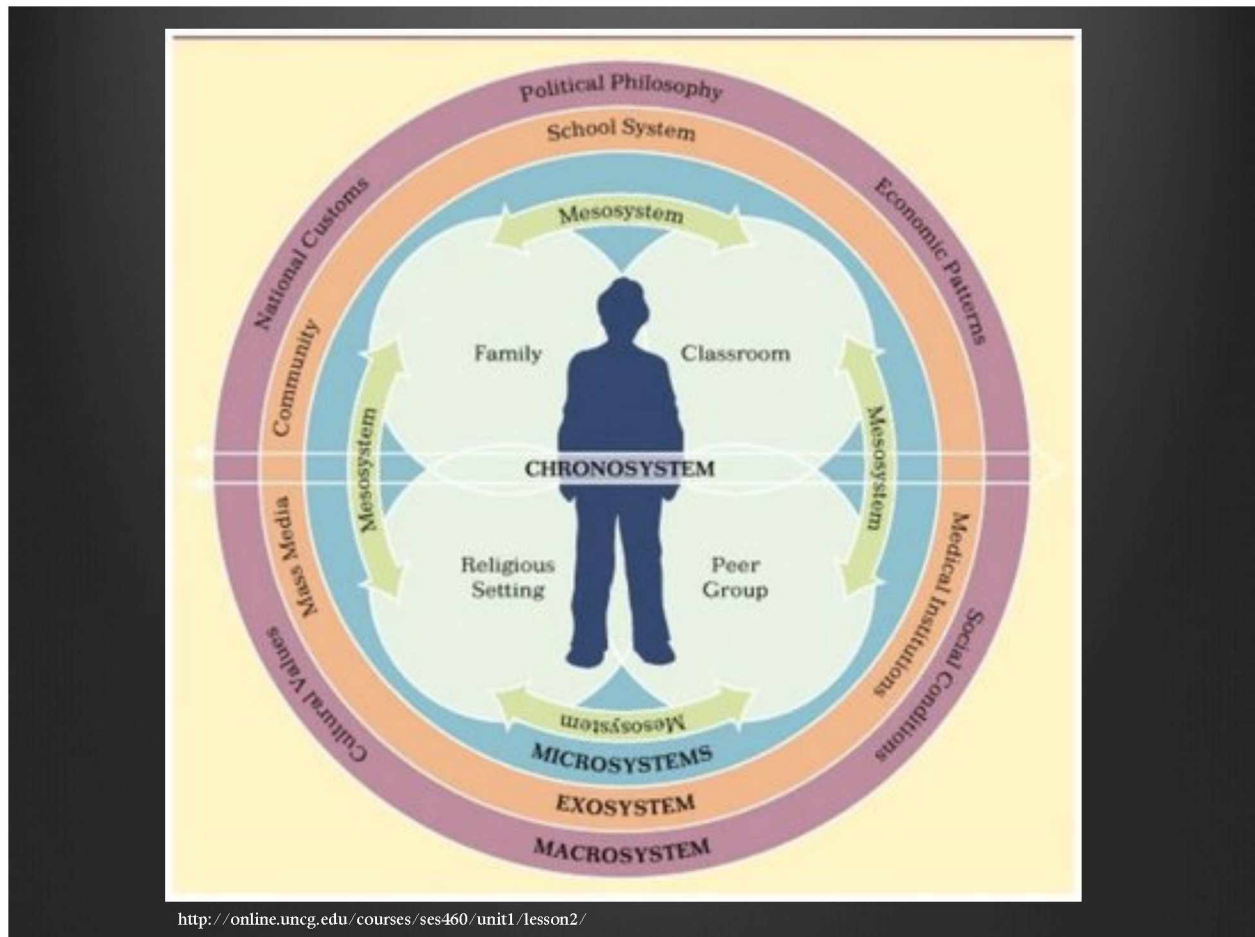 Political Philosophy
School System
National Customs
Economic Patterns
Mesosystem
Community
Family
Classroom
Mesosystem
Mesosystem
CHRONOSYSTEM
Mass Media
Medical Institutions
Religious
Setting
Peer
Group
Cultural Values
Social Conditions
Mesosystem
MICROSYSTEMS
EXOSYSTEM
MACROSYSTEM
http://online.uncg.edu/courses/ses460/unit1/lesson2/